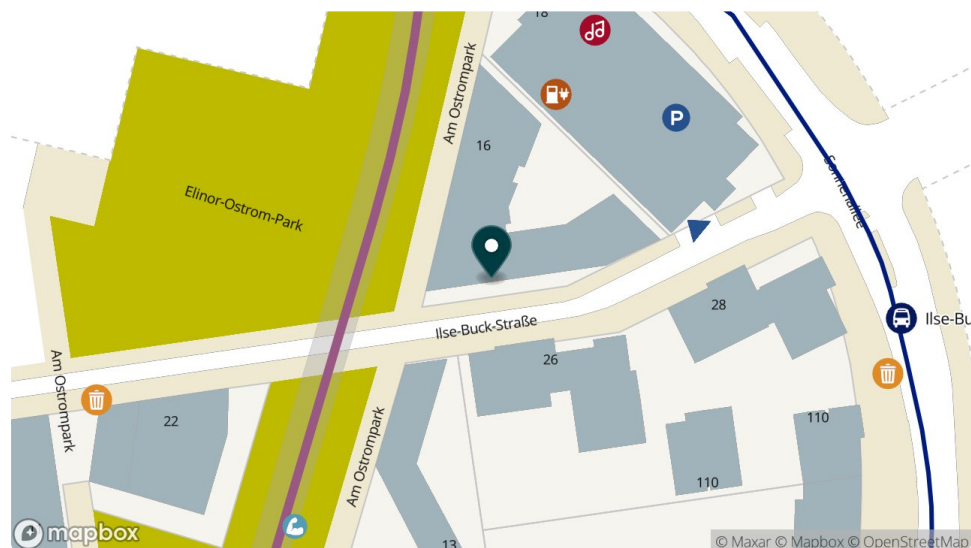 18
Am Ostrompark
16
P
Sonnenallee
Elinor-Ostrom-Park
28
Ilse-Buck-Straße
Ilse-Bu
26
Am Ostrompark
22
110
Am Ostrompark
110
13
mapbox
© Maxar © Mapbox © OpenStreetMap